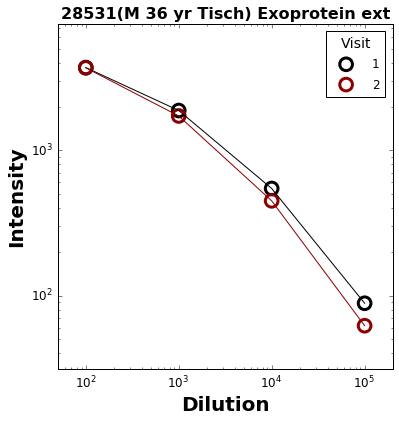 28531(M 36 yr Tisch) Exoprotein ext
Visit
1
2
Intensity
10³
10²
10² 10³ 10⁴ 10⁵
Dilution